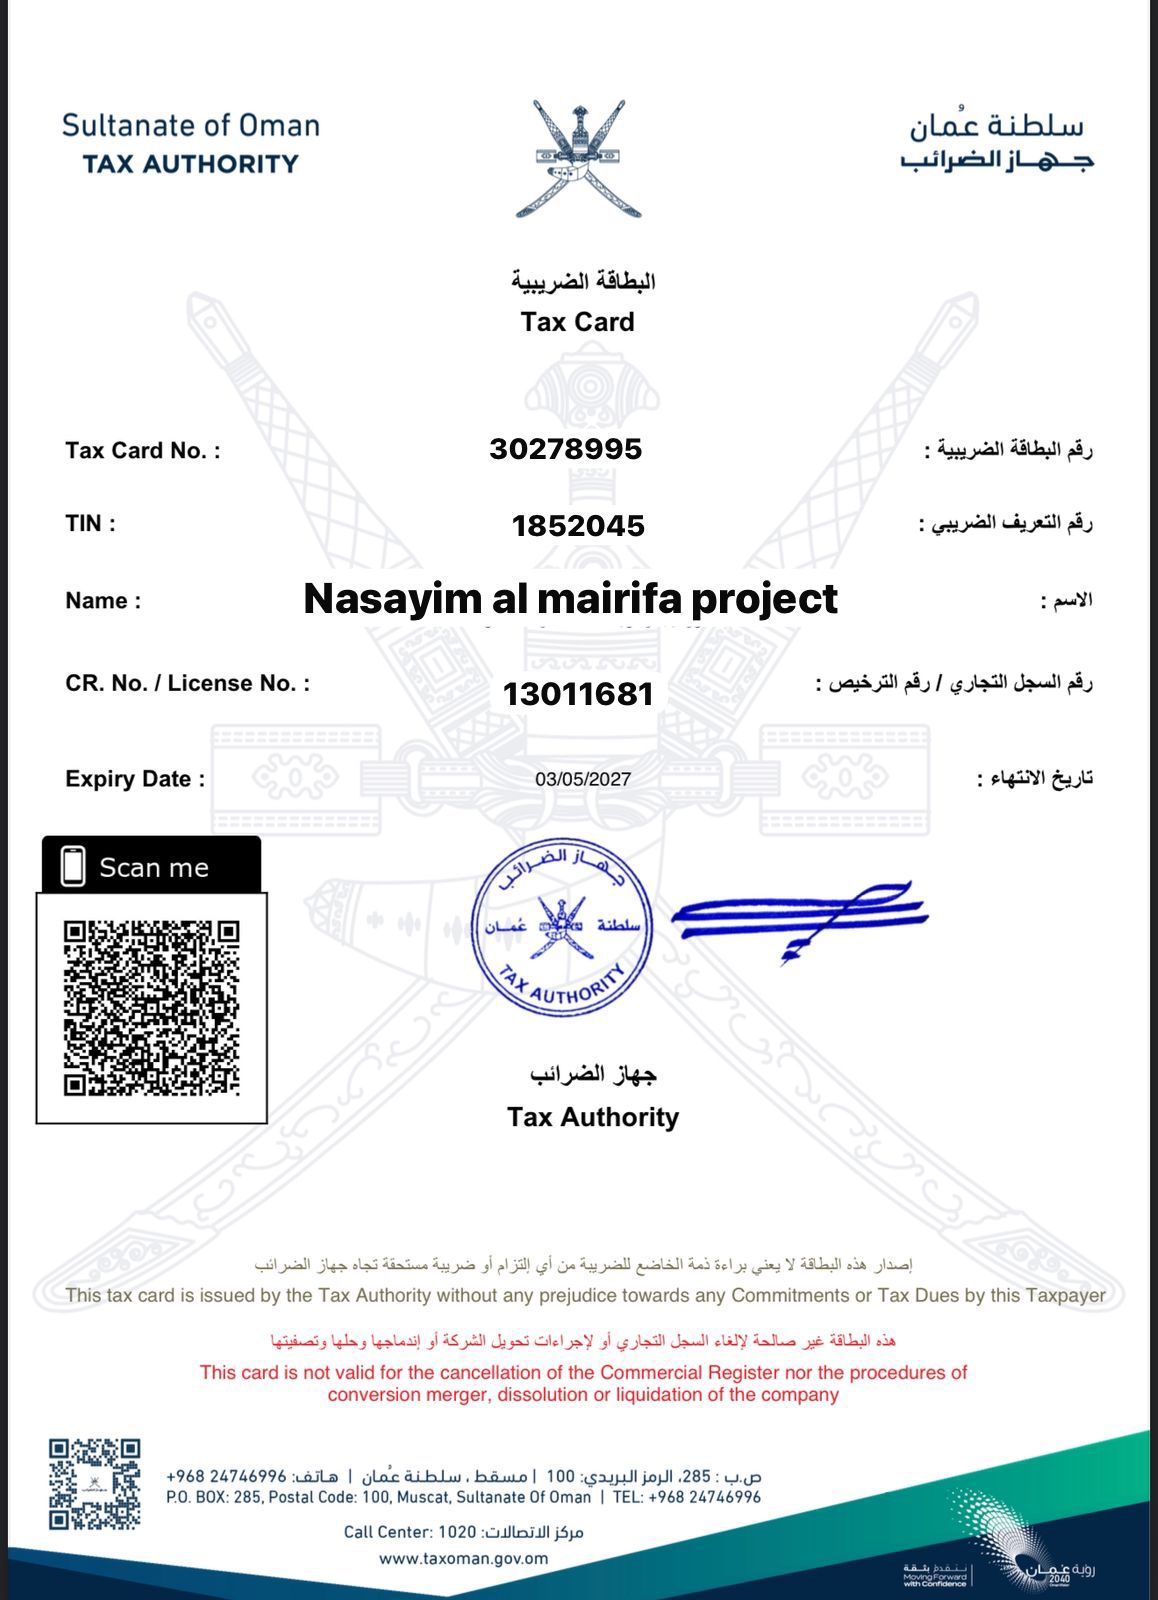 Sultanate of Oman
TAX AUTHORITY
سلطنة عُمان
جهاز الضرائب
البطاقة الضريبية
Tax Card
Tax Card No. : 30278995 رقم البطاقة الضريبية :
TIN : 1852045 رقم التعريف الضريبي :
Name : Nasayim al mairifa project الاسم :
CR. No. / License No. : 13011681 رقم السجل التجاري / رقم الترخيص :
Expiry Date : 03/05/2027 تاريخ الانتهاء :
Scan me
جهاز الضرائب
سلطنة عُمان
TAX AUTHORITY
جهاز الضرائب
Tax Authority
إصدار هذه البطاقة لا يعني براءة ذمة الخاضع للضريبة من أي إلتزام أو ضريبة مستحقة تجاه جهاز الضرائب
This tax card is issued by the Tax Authority without any prejudice towards any Commitments or Tax Dues by this Taxpayer
هذه البطاقة غير صالحة لإلغاء السجل التجاري أو لإجراءات تحويل الشركة أو إندماجها وحلها وتصفيتها
This card is not valid for the cancellation of the Commercial Register nor the procedures of
conversion merger, dissolution or liquidation of the company
ص.ب : 285، الرمز البريدي: 100 | مسقط ، سلطنة عُمان | هاتف: 24746996 968+
P.O. BOX: 285, Postal Code: 100, Muscat, Sultanate Of Oman | TEL: +968 24746996
Call Center: 1020 :مركز الاتصالات
www.taxoman.gov.om
نتقدم بثقة
Moving Forward
with Confidence
رؤية عُمان
2040